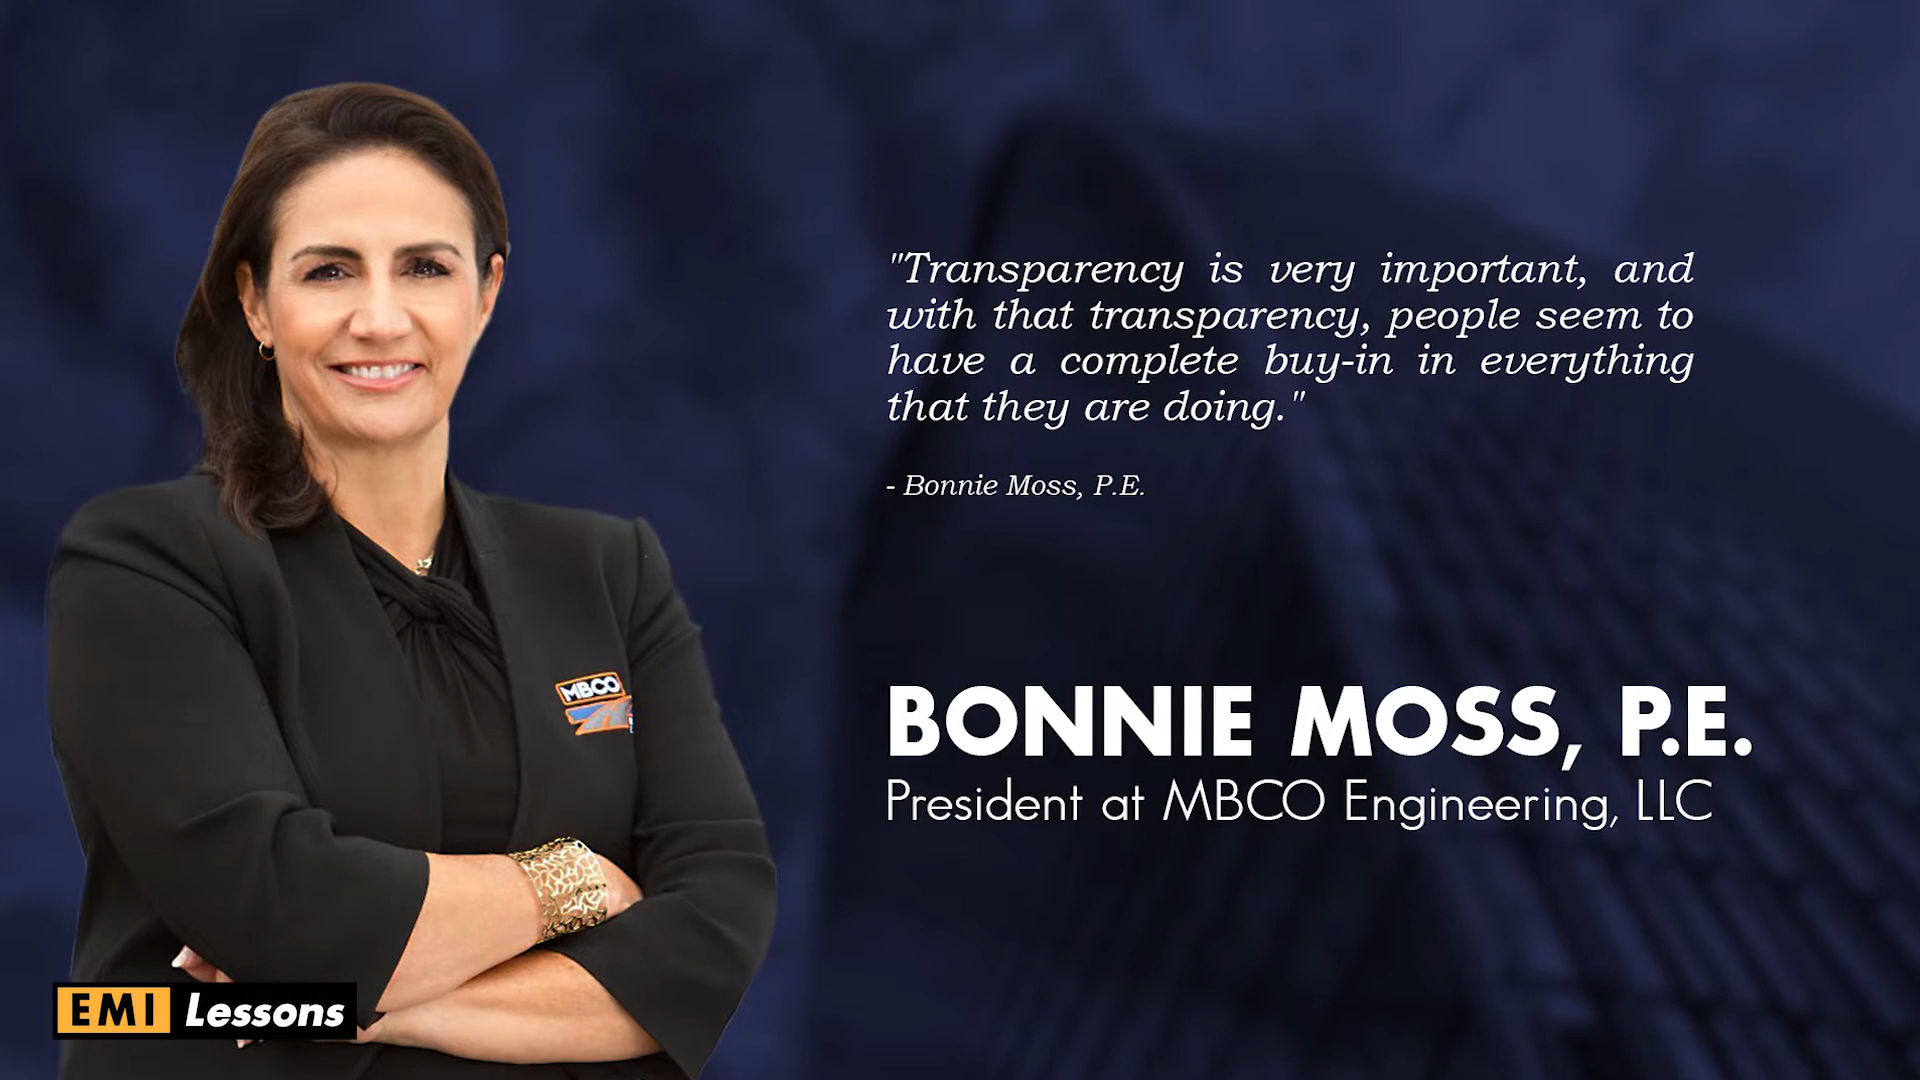 "Transparency is very important, and
with that transparency, people seem to
have a complete buy-in in everything
that they are doing."
- Bonnie Moss, P.E.
MBCO
BONNIE MOSS, P.E.
President at MBCO Engineering, LLC
EMI Lessons